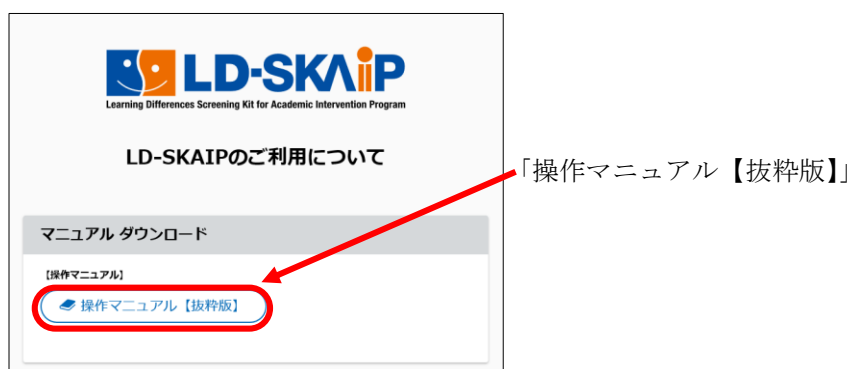 LD-SKAiP
Learning Differences Screening Kit for Academic Intervention Program
LD-SKAIPのご利用について
「操作マニュアル【抜粋版】」
マニュアル ダウンロード
【操作マニュアル】
操作マニュアル【抜粋版】